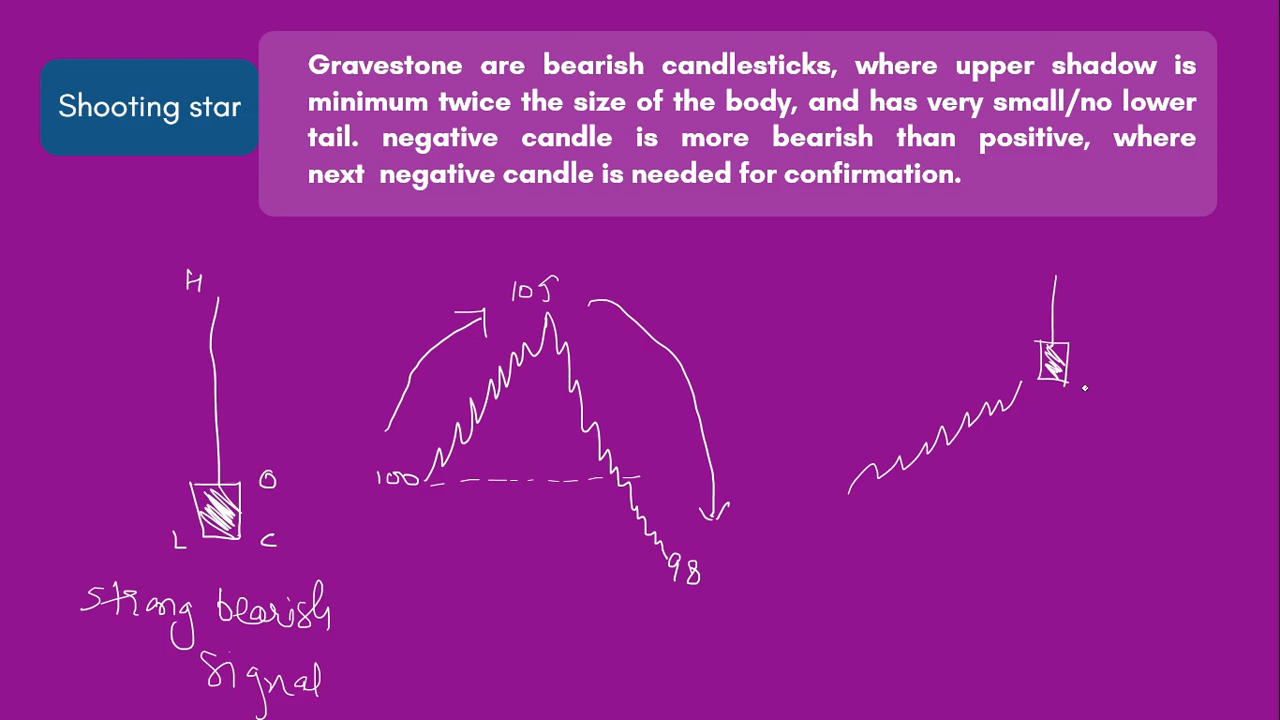 Shooting star
Gravestone are bearish candlesticks, where upper shadow is
minimum twice the size of the body, and has very small/no lower
tail. negative candle is more bearish than positive, where
next negative candle is needed for confirmation.
H
105
100
O
L C
98
strong bearish
signal